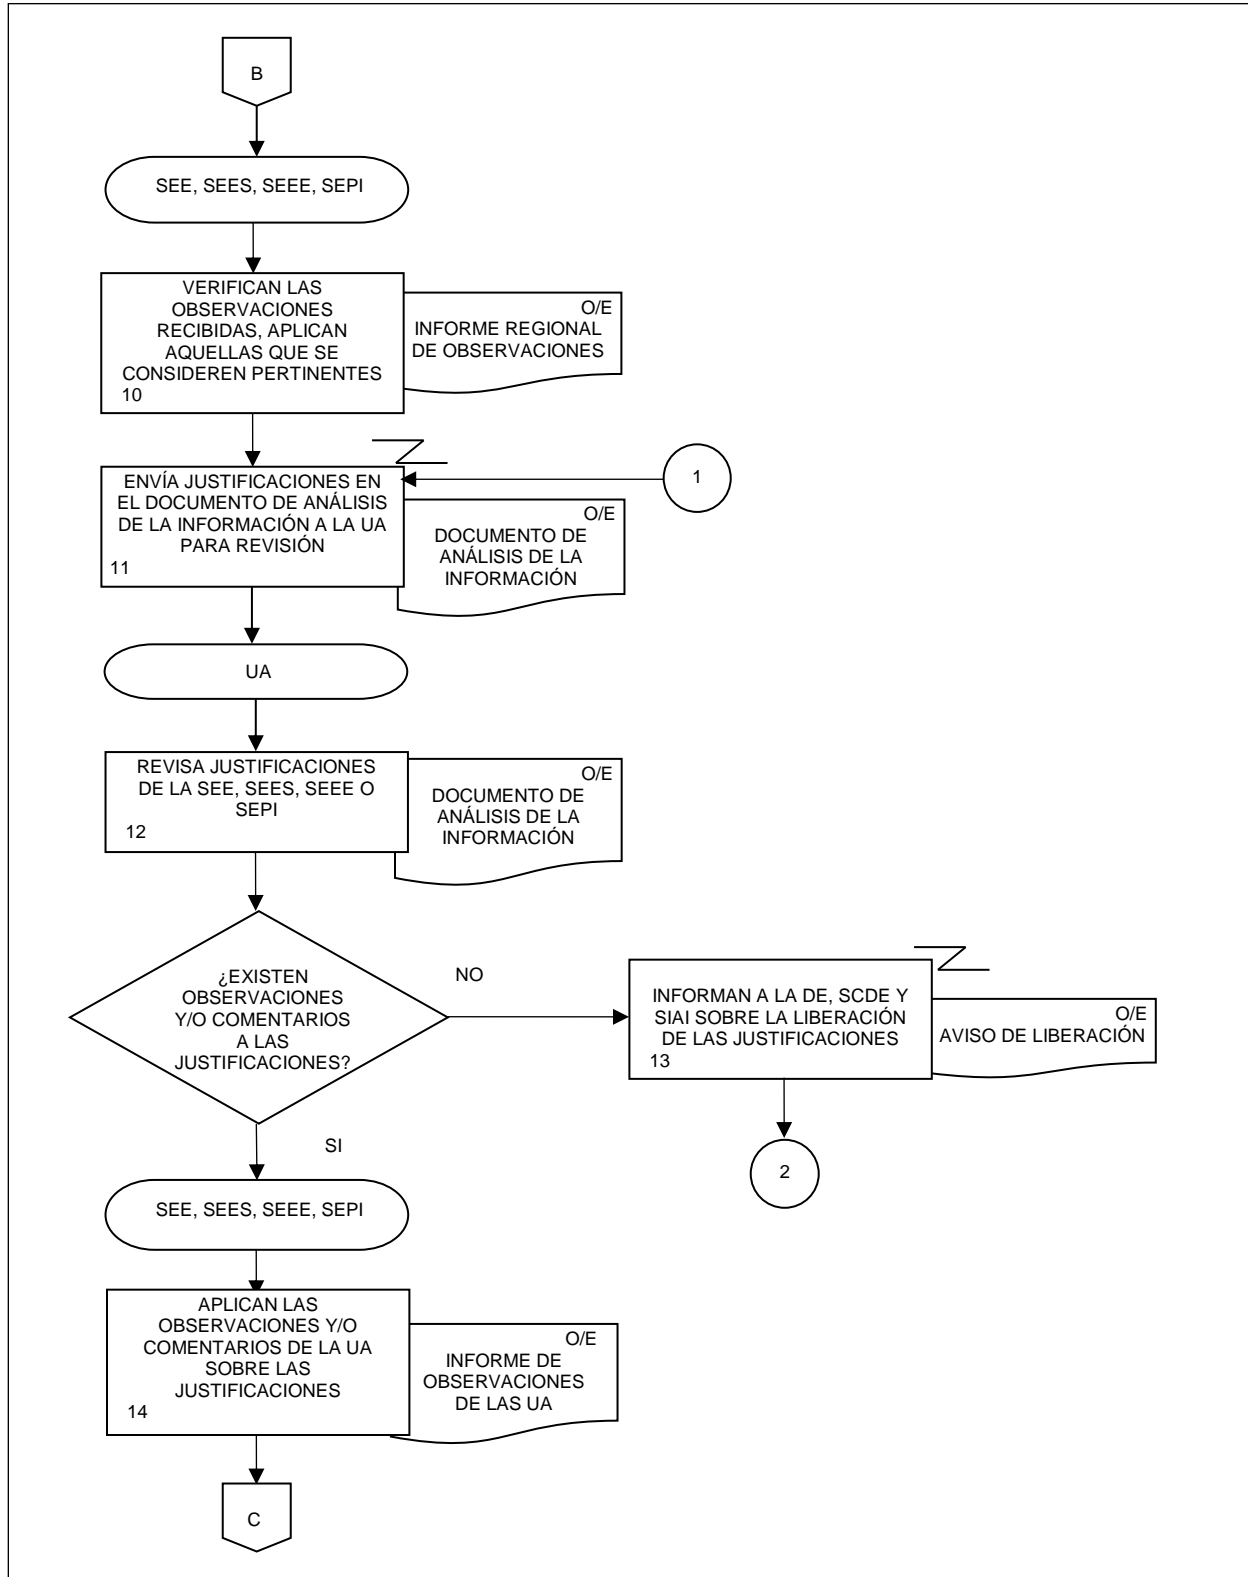 B
SEE, SEES, SEEE, SEPI
VERIFICAN LAS
OBSERVACIONES
RECIBIDAS, APLICAN
AQUELLAS QUE SE
CONSIDEREN PERTINENTES
10
O/E
INFORME REGIONAL
DE OBSERVACIONES
1
ENVÍA JUSTIFICACIONES EN
EL DOCUMENTO DE ANÁLISIS
DE LA INFORMACIÓN A LA UA
PARA REVISIÓN
11
O/E
DOCUMENTO DE
ANÁLISIS DE LA
INFORMACIÓN
UA
REVISA JUSTIFICACIONES
DE LA SEE, SEES, SEEE O
SEPI
12
O/E
DOCUMENTO DE
ANÁLISIS DE LA
INFORMACIÓN
¿EXISTEN
OBSERVACIONES
Y/O COMENTARIOS
A LAS
JUSTIFICACIONES?
NO
INFORMAN A LA DE, SCDE Y
SIAI SOBRE LA LIBERACIÓN
DE LAS JUSTIFICACIONES
13
O/E
AVISO DE LIBERACIÓN
2
SI
SEE, SEES, SEEE, SEPI
APLICAN LAS
OBSERVACIONES Y/O
COMENTARIOS DE LA UA
SOBRE LAS
JUSTIFICACIONES
14
O/E
INFORME DE
OBSERVACIONES
DE LAS UA
C